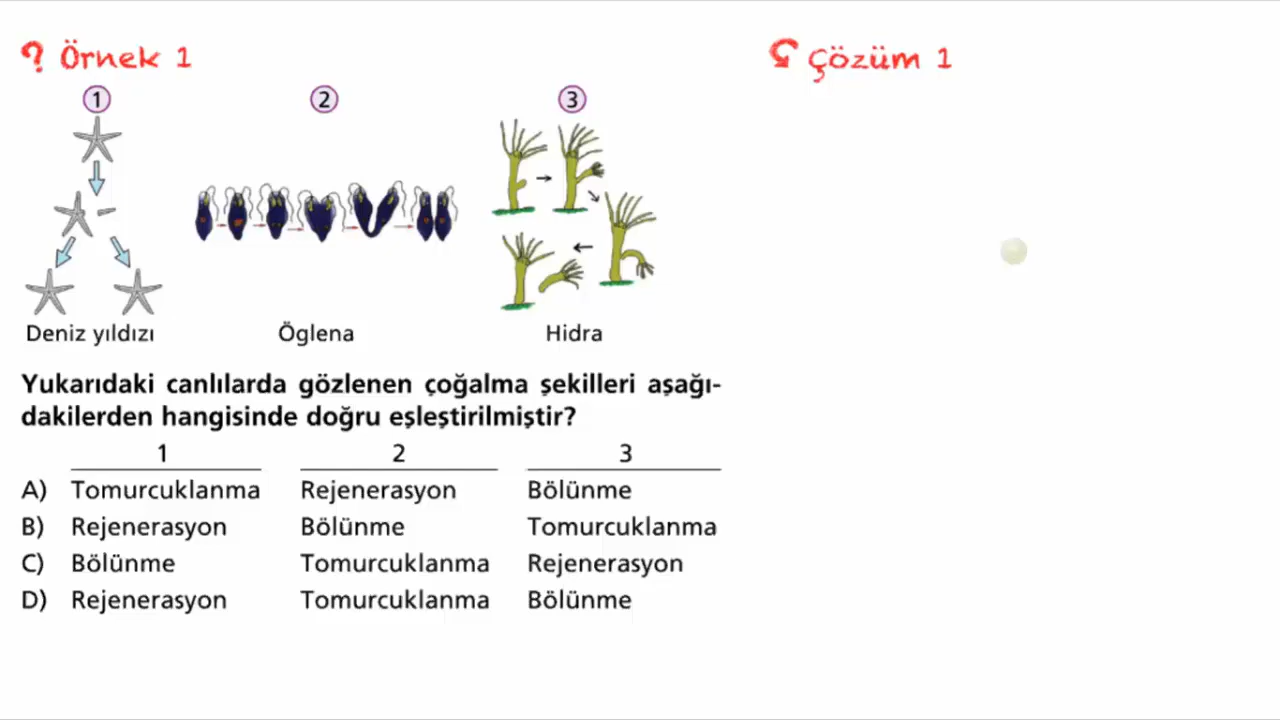 ? Örnek 1
Çözüm 1
1 2 3
Deniz yıldızı Öglena Hidra
Yukarıdaki canlılarda gözlenen çoğalma şekilleri aşağı-
dakilerden hangisinde doğru eşleştirilmiştir?
1 2 3
A) Tomurcuklanma Rejenerasyon Bölünme
B) Rejenerasyon Bölünme Tomurcuklanma
C) Bölünme Tomurcuklanma Rejenerasyon
D) Rejenerasyon Tomurcuklanma Bölünme